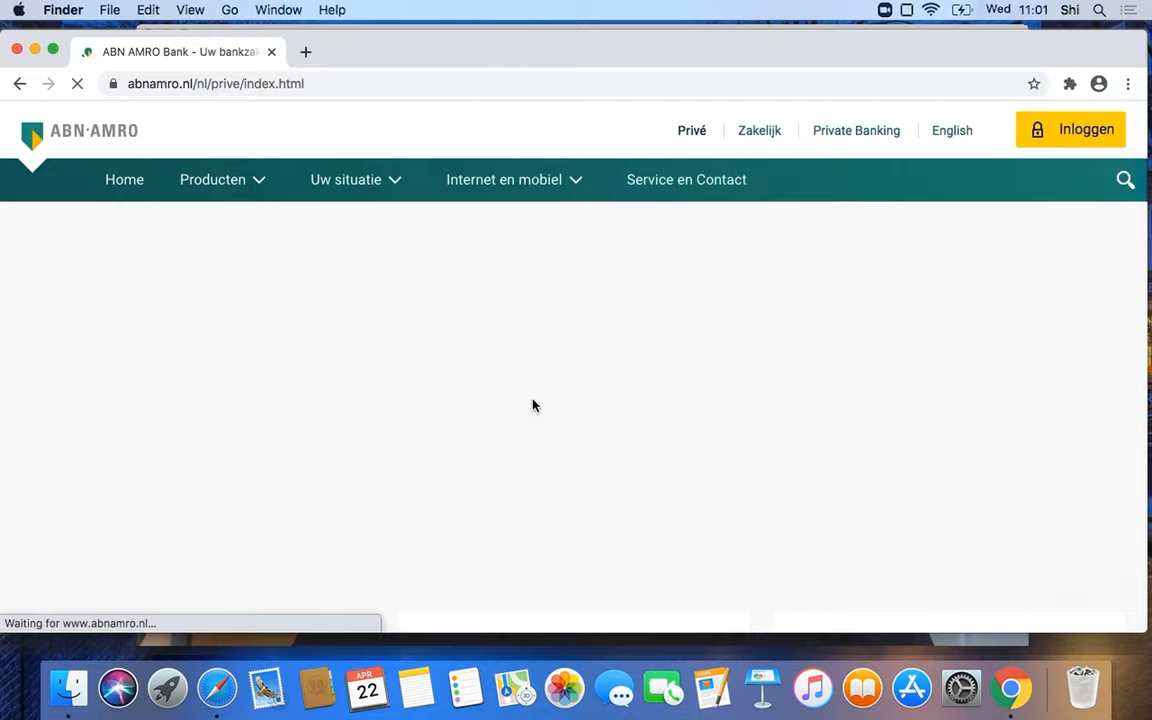 Finder File Edit View Go Window Help Wed 11:01 Shi
ABN AMRO Bank - Uw bankza
abnamro.nl/nl/prive/index.html
ABN·AMRO Privé Zakelijk Private Banking English Inloggen
Home Producten Uw situatie Internet en mobiel Service en Contact
Waiting for www.abnamro.nl...
APR
22